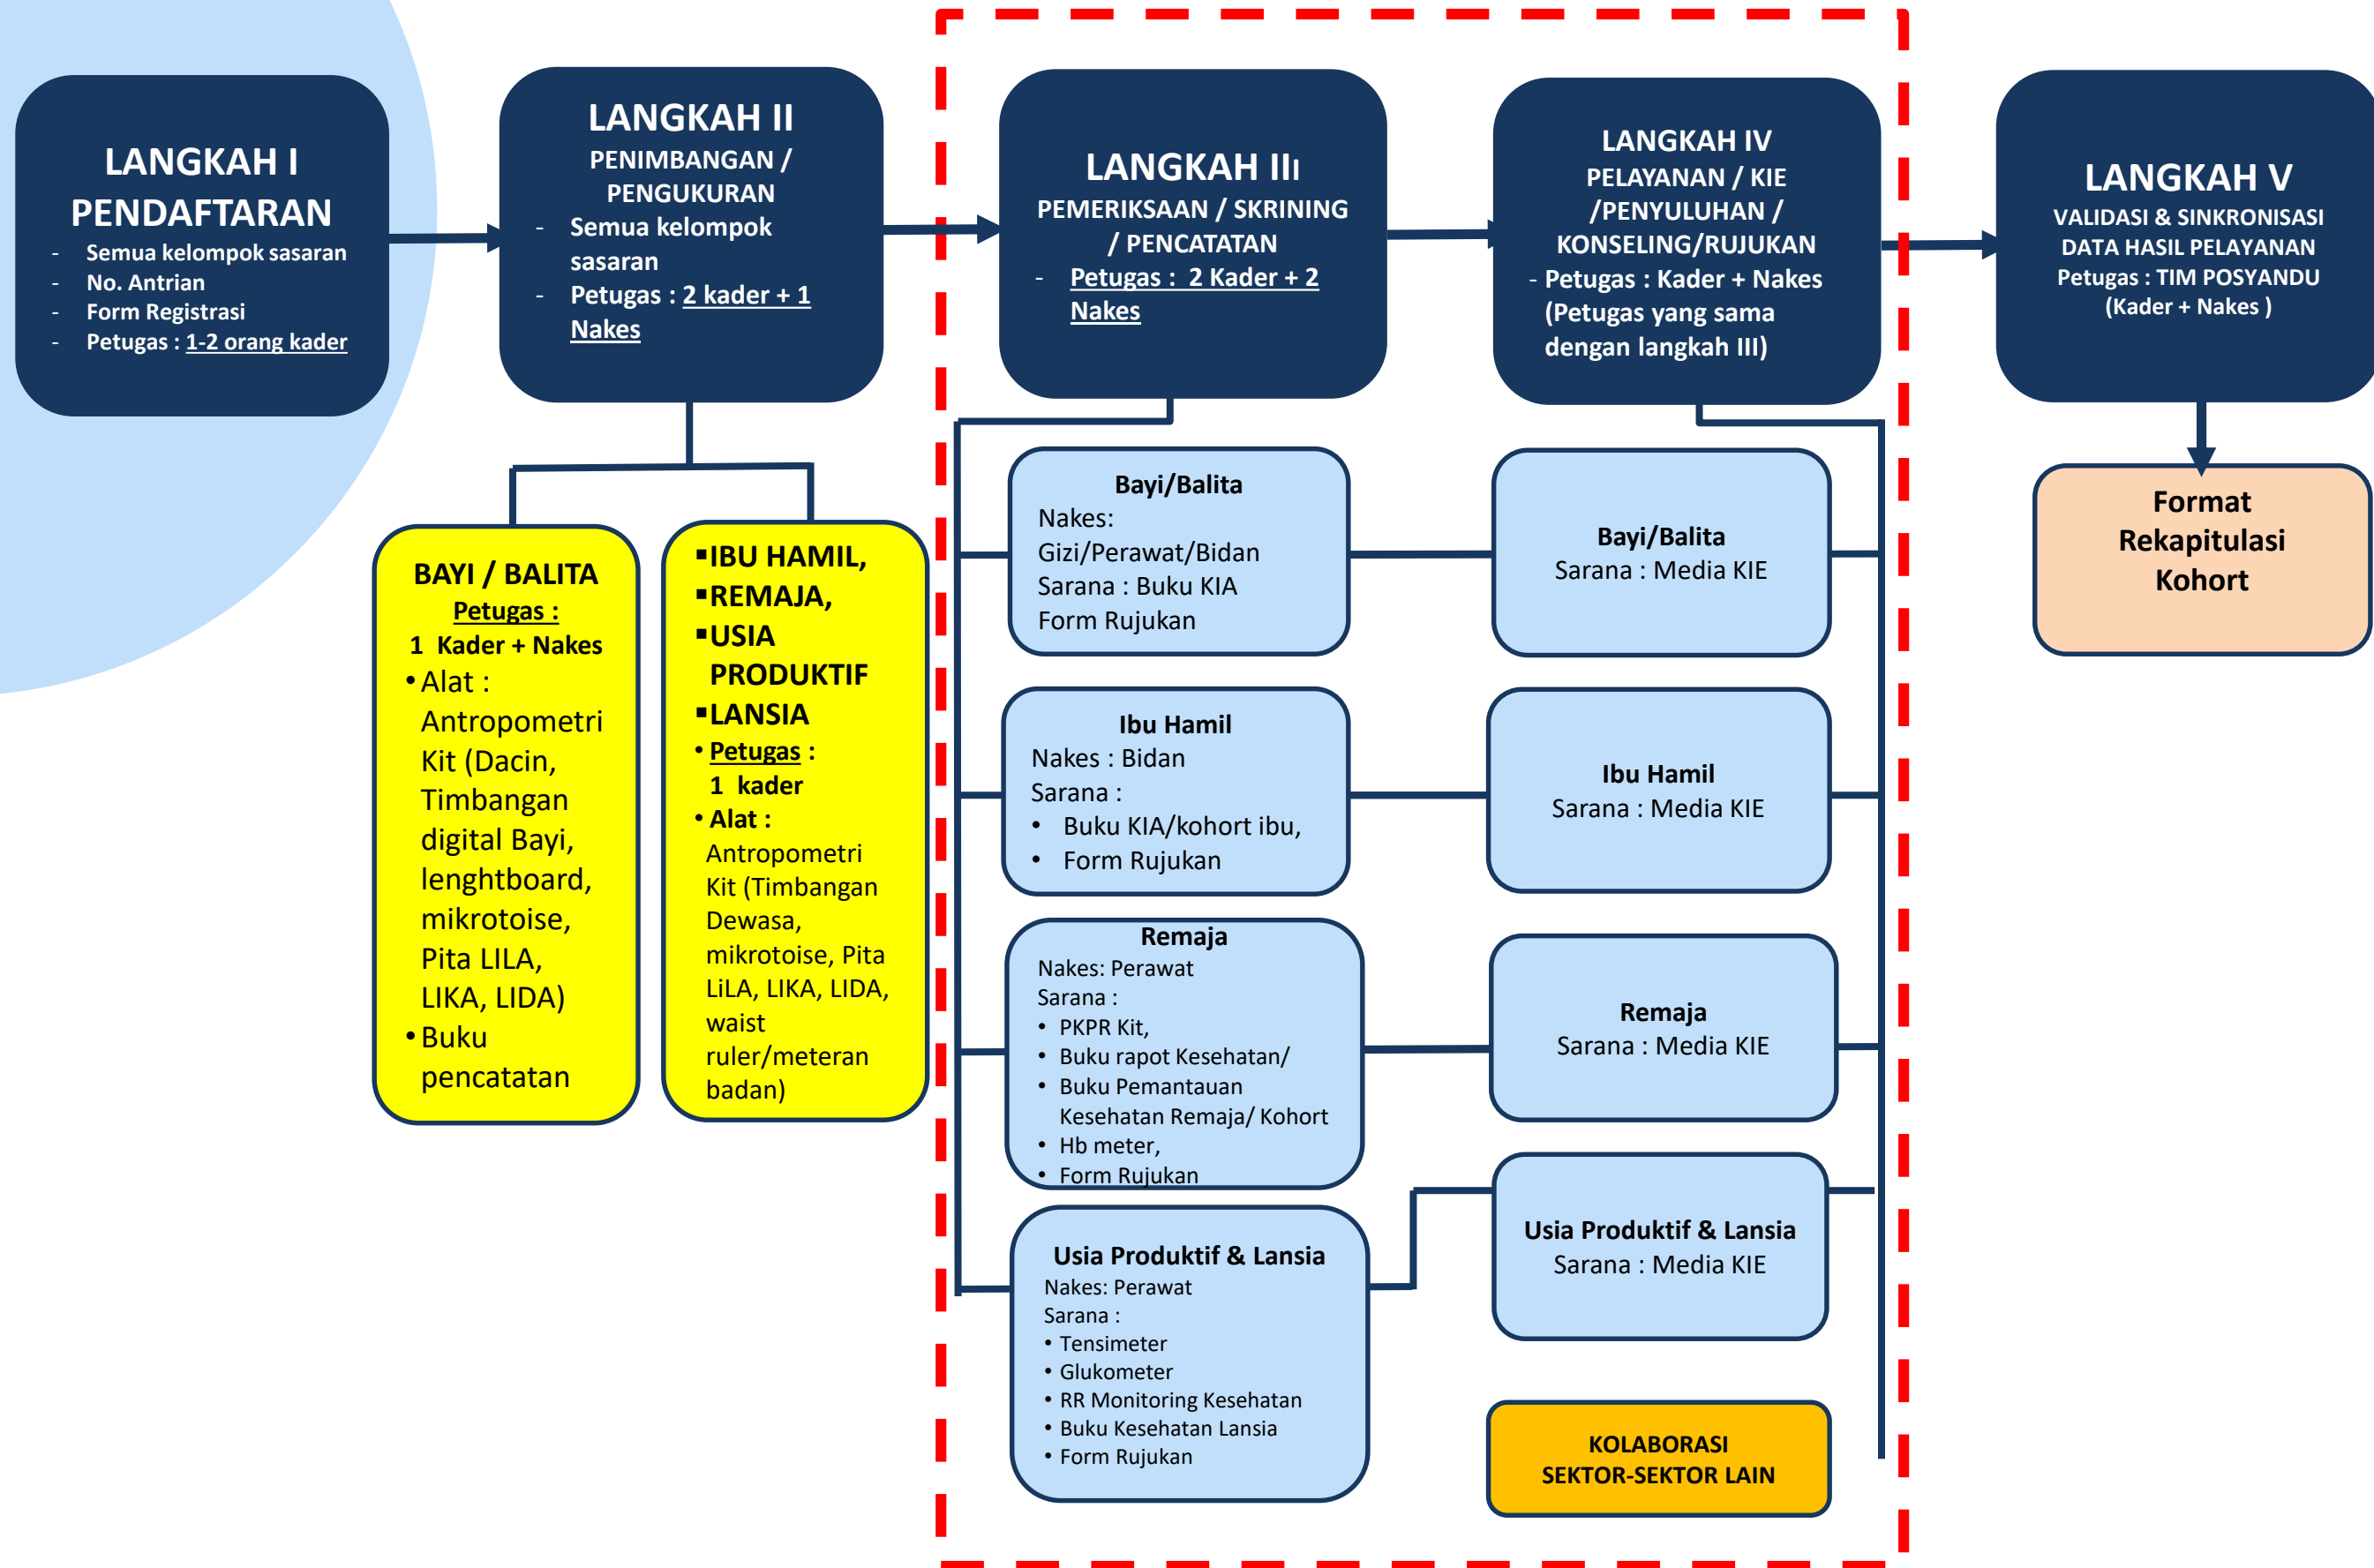 LANGKAH I
PENDAFTARAN
- Semua kelompok sasaran
- No. Antrian
- Form Registrasi
- Petugas : 1-2 orang kader
LANGKAH II
PENIMBANGAN /
PENGUKURAN
- Semua kelompok
sasaran
- Petugas : 2 kader + 1
Nakes
LANGKAH III
PEMERIKSAAN / SKRINING
/ PENCATATAN
- Petugas : 2 Kader + 2
Nakes
LANGKAH IV
PELAYANAN / KIE
/PENYULUHAN /
KONSELING/RUJUKAN
- Petugas : Kader + Nakes
(Petugas yang sama
dengan langkah III)
LANGKAH V
VALIDASI & SINKRONISASI
DATA HASIL PELAYANAN
Petugas : TIM POSYANDU
(Kader + Nakes )
BAYI / BALITA
Petugas :
1 Kader + Nakes
• Alat :
Antropometri
Kit (Dacin,
Timbangan
digital Bayi,
lenghtboard,
mikrotoise,
Pita LILA,
LIKA, LIDA)
• Buku
pencatatan
▪IBU HAMIL,
▪REMAJA,
▪USIA
PRODUKTIF
▪LANSIA
• Petugas :
1 kader
• Alat :
Antropometri
Kit (Timbangan
Dewasa,
mikrotoise, Pita
LiLA, LIKA, LIDA,
waist
ruler/meteran
badan)
Bayi/Balita
Nakes:
Gizi/Perawat/Bidan
Sarana : Buku KIA
Form Rujukan
Ibu Hamil
Nakes : Bidan
Sarana :
• Buku KIA/kohort ibu,
• Form Rujukan
Remaja
Nakes: Perawat
Sarana :
• PKPR Kit,
• Buku rapot Kesehatan/
• Buku Pemantauan
Kesehatan Remaja/ Kohort
• Hb meter,
• Form Rujukan
Usia Produktif & Lansia
Nakes: Perawat
Sarana :
• Tensimeter
• Glukometer
• RR Monitoring Kesehatan
• Buku Kesehatan Lansia
• Form Rujukan
Bayi/Balita
Sarana : Media KIE
Ibu Hamil
Sarana : Media KIE
Remaja
Sarana : Media KIE
Usia Produktif & Lansia
Sarana : Media KIE
KOLABORASI
SEKTOR-SEKTOR LAIN
Format
Rekapitulasi
Kohort